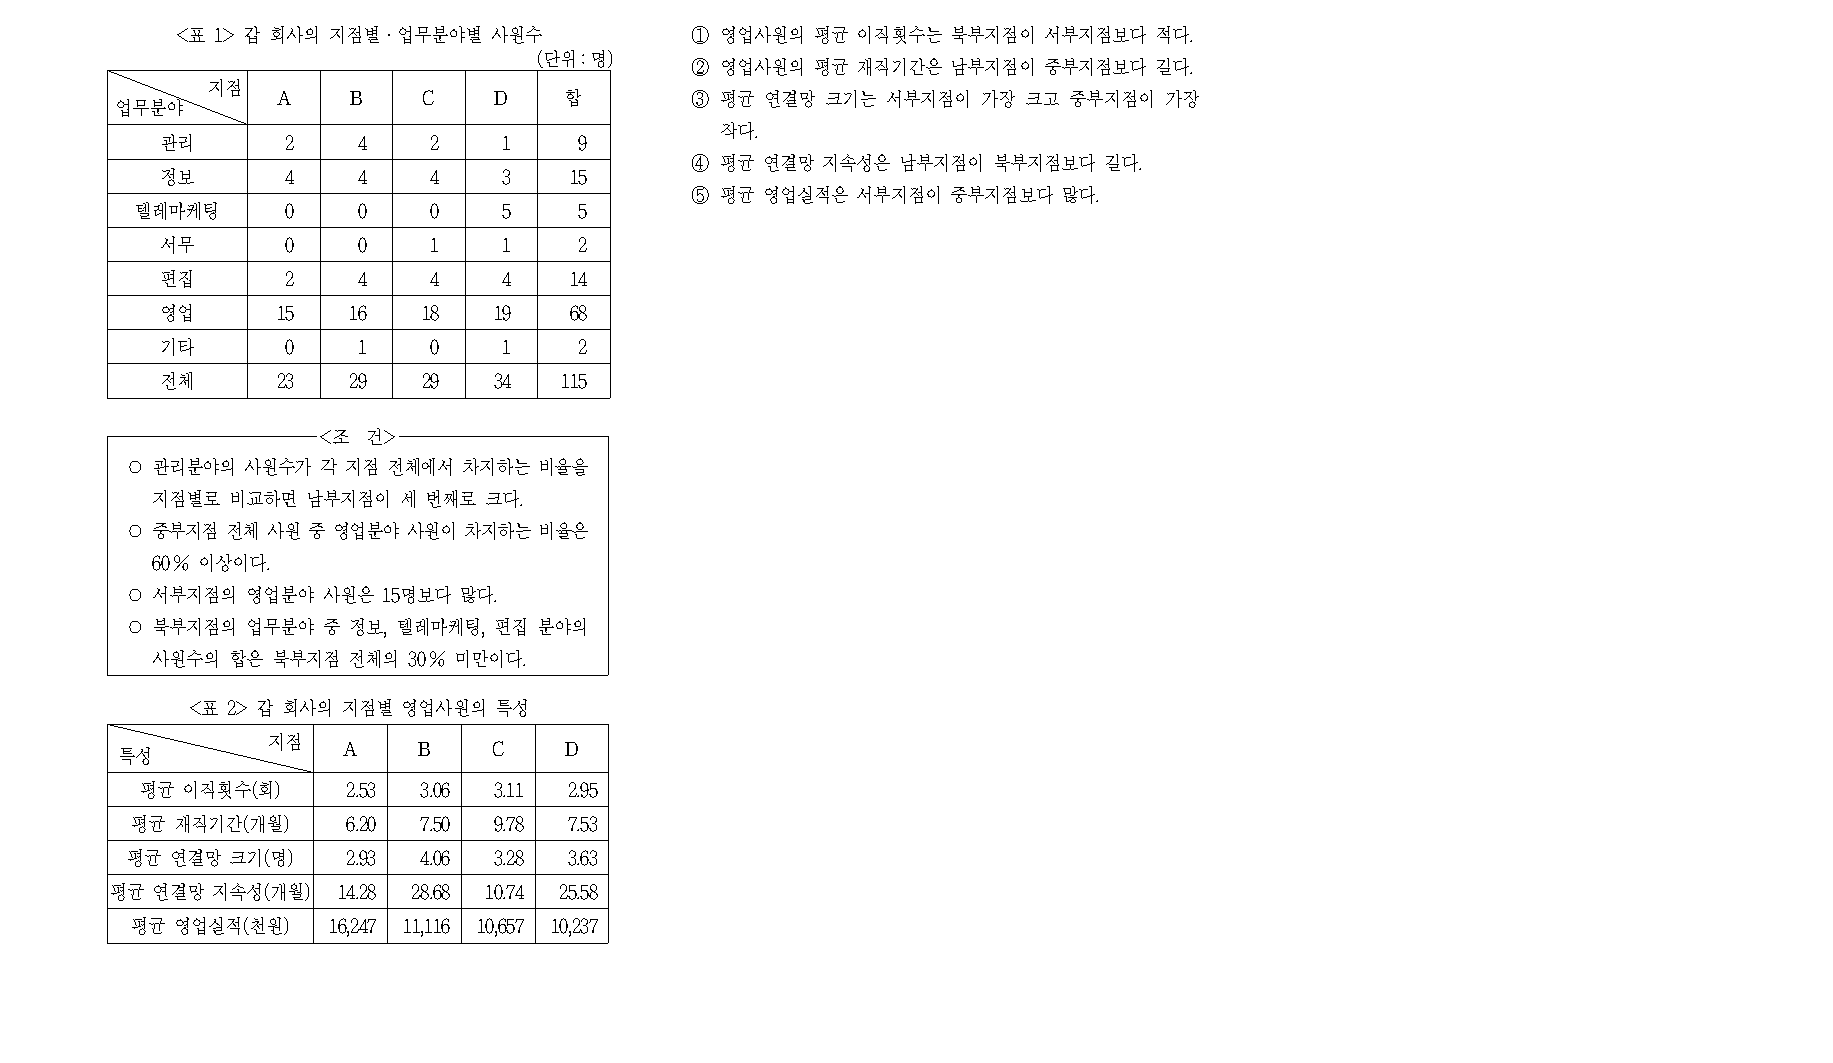 <표 1> 갑 회사의 지점별·업무분야별 사원수
(단위 : 명)
업무분야 지점 A B C D 합
관리 2 4 2 1 9
정보 4 4 4 3 15
텔레마케팅 0 0 0 5 5
서무 0 0 1 1 2
편집 2 4 4 4 14
영업 15 16 18 19 68
기타 0 1 0 1 2
전체 23 29 29 34 115
<조 건>
○ 관리분야의 사원수가 각 지점 전체에서 차지하는 비율을
지점별로 비교하면 남부지점이 세 번째로 크다.
○ 중부지점 전체 사원 중 영업분야 사원이 차지하는 비율은
60% 이상이다.
○ 서부지점의 영업분야 사원은 15명보다 많다.
○ 북부지점의 업무분야 중 정보, 텔레마케팅, 편집 분야의
사원수의 합은 북부지점 전체의 30% 미만이다.
<표 2> 갑 회사의 지점별 영업사원의 특성
특성 지점 A B C D
평균 이직횟수(회) 2.53 3.06 3.11 2.95
평균 재직기간(개월) 6.20 7.50 9.78 7.53
평균 연결망 크기(명) 2.93 4.06 3.28 3.63
평균 연결망 지속성(개월) 14.28 28.68 10.74 25.58
평균 영업실적(천원) 16,247 11,116 10,657 10,237
① 영업사원의 평균 이직횟수는 북부지점이 서부지점보다 적다.
② 영업사원의 평균 재직기간은 남부지점이 중부지점보다 길다.
③ 평균 연결망 크기는 서부지점이 가장 크고 중부지점이 가장
작다.
④ 평균 연결망 지속성은 남부지점이 북부지점보다 길다.
⑤ 평균 영업실적은 서부지점이 중부지점보다 많다.